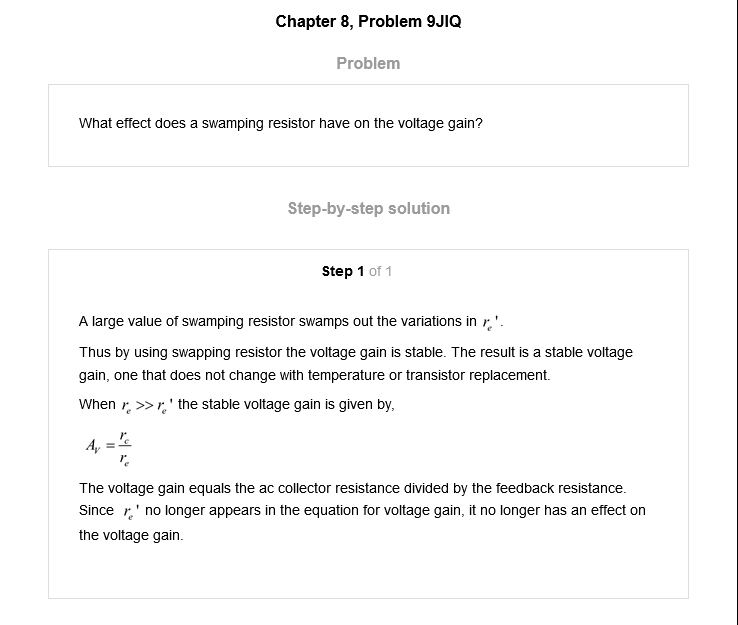 Chapter 8, Problem 9JIQ
Problem
What effect does a swamping resistor have on the voltage gain?
Step-by-step solution
Step 1 of 1
A large value of swamping resistor swamps out the variations in rₑ'.
Thus by using swapping resistor the voltage gain is stable. The result is a stable voltage
gain, one that does not change with temperature or transistor replacement.
When rₑ >> rₑ' the stable voltage gain is given by,
A_V = r_c / r_e
The voltage gain equals the ac collector resistance divided by the feedback resistance.
Since rₑ' no longer appears in the equation for voltage gain, it no longer has an effect on
the voltage gain.